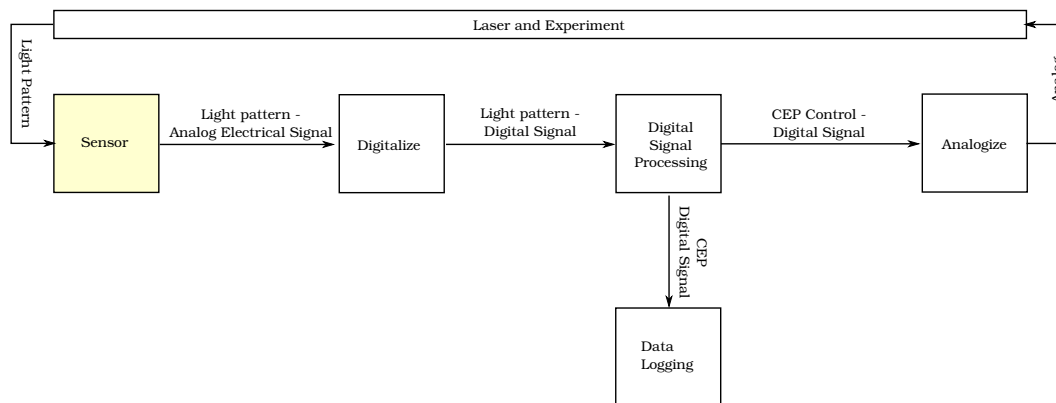 Laser and Experiment
Light Pattern
Analog
Sensor
Light pattern -
Analog Electrical Signal
Digitalize
Light pattern -
Digital Signal
Digital
Signal
Processing
CEP Control -
Digital Signal
Analogize
CEP
Digital Signal
Data
Logging